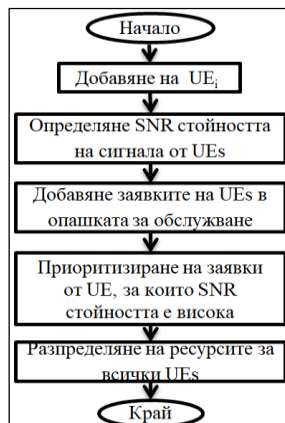 Начало
Добавяне на UEi
Определяне SNR стойността
на сигнала от UEs
Добавяне заявките на UEs в
опашката за обслужване
Приоритизиране на заявки
от UE, за които SNR
стойността е висока
Разпределяне на ресурсите за
всички UEs
Край